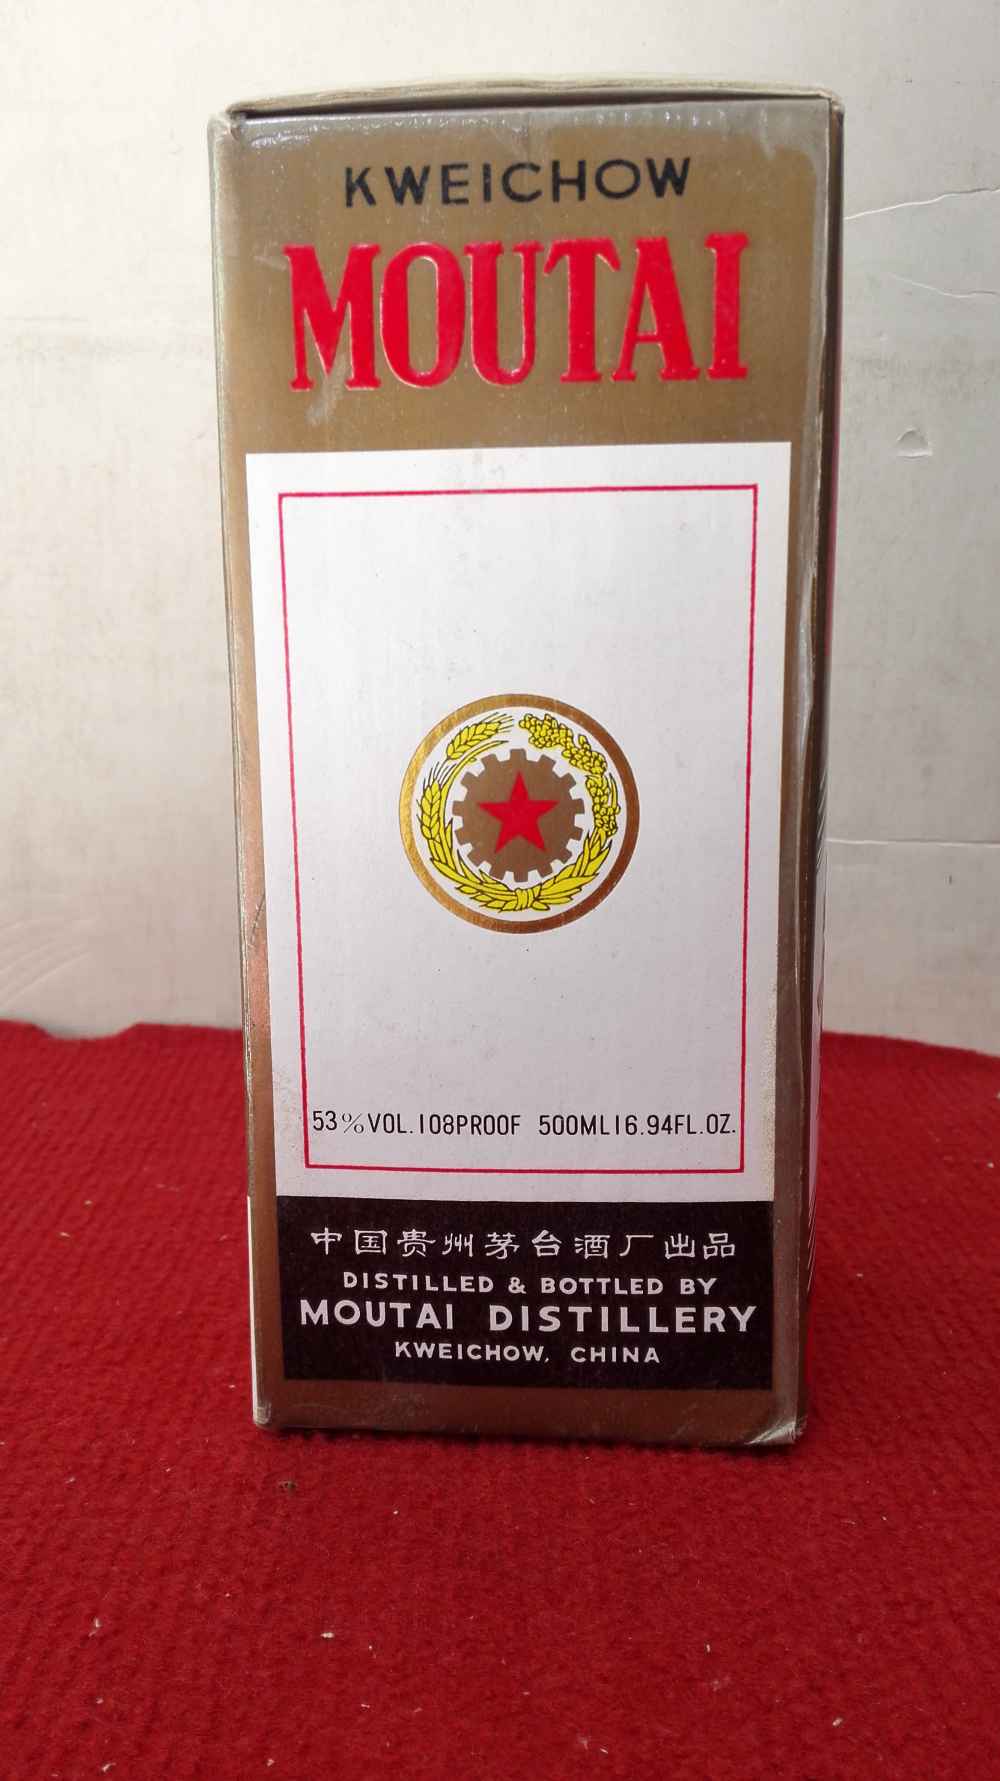 KWEICHOW
MOUTAI
53%VOL.108PROOF 500ML16.94FL.OZ.
中国贵州茅台酒厂出品
DISTILLED & BOTTLED BY
MOUTAI DISTILLERY
KWEICHOW, CHINA